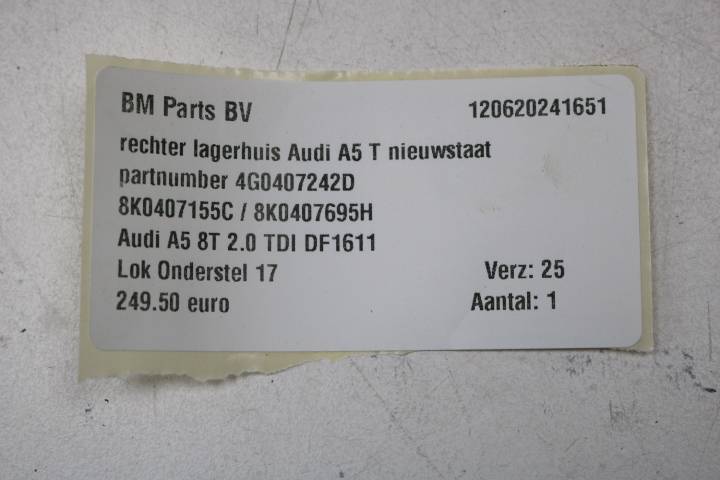 BM Parts BV 120620241651
rechter lagerhuis Audi A5 T nieuwstaat
partnumber 4G0407242D
8K0407155C / 8K0407695H
Audi A5 8T 2.0 TDI DF1611
Lok Onderstel 17 Verz: 25
249.50 euro Aantal: 1